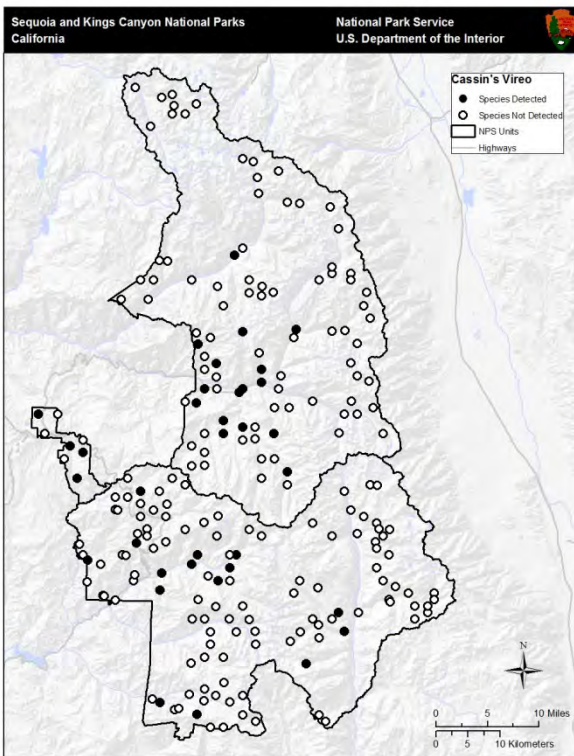 Sequoia and Kings Canyon National Parks
California
National Park Service
U.S. Department of the Interior
Cassin's Vireo
Species Detected
Species Not Detected
NPS Units
Highways
N
0 5 10 Miles
0 5 10 Kilometers